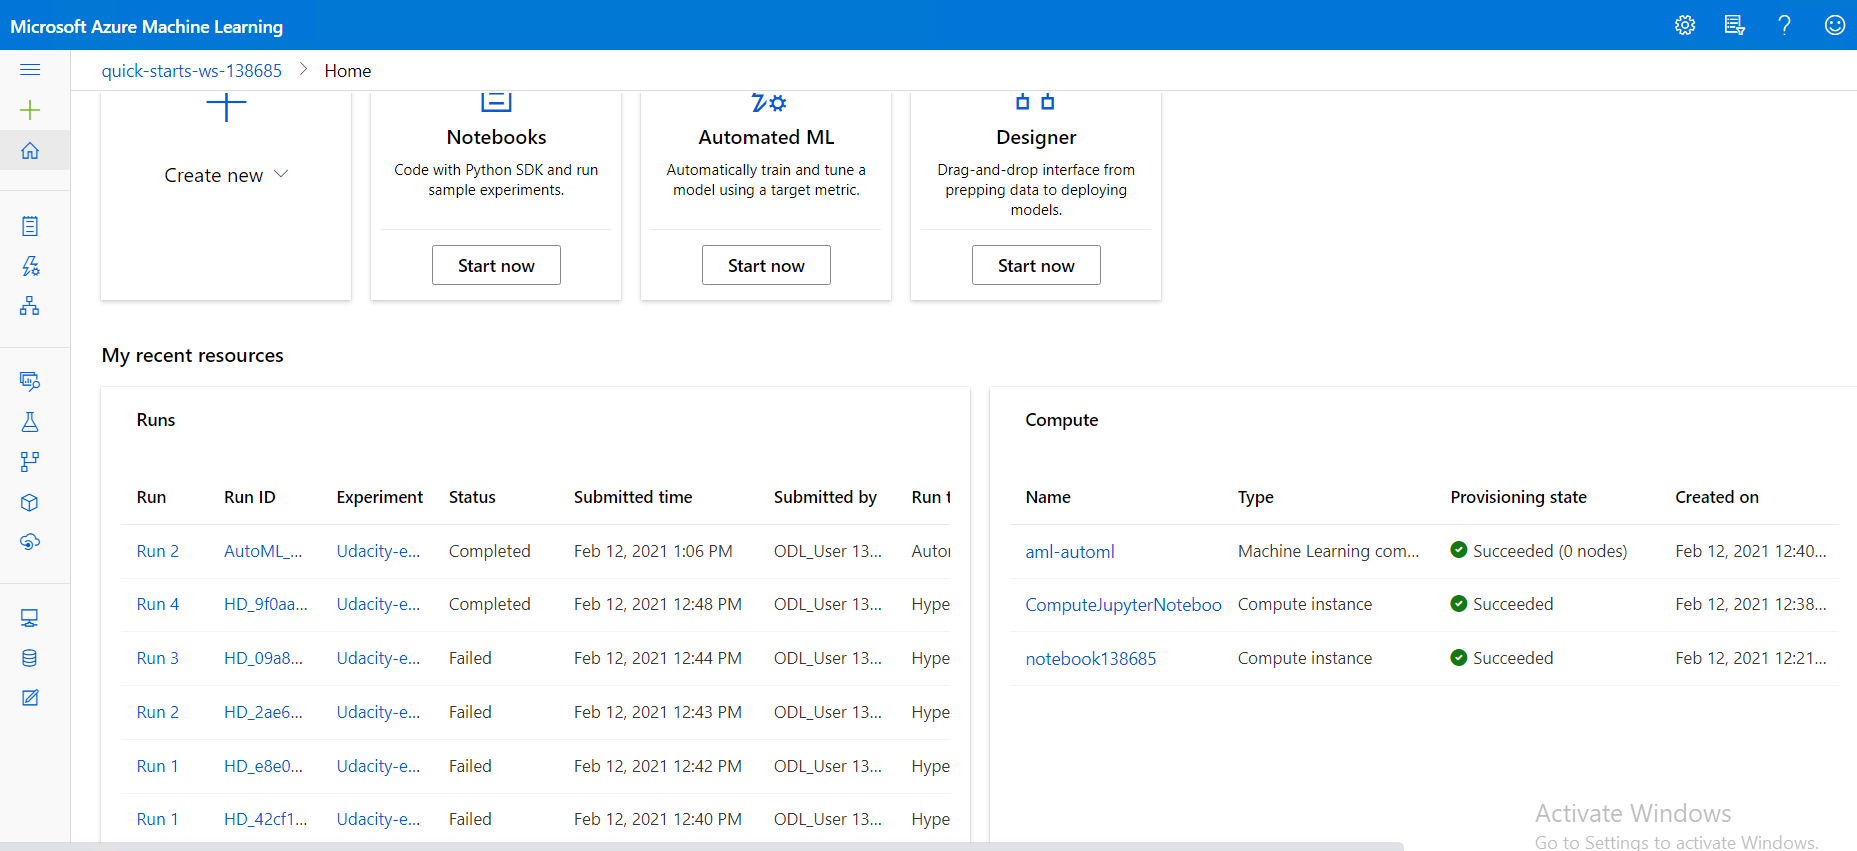 Microsoft Azure Machine Learning
quick-starts-ws-138685 > Home
Create new
Notebooks
Code with Python SDK and run
sample experiments.
Start now
Automated ML
Automatically train and tune a
model using a target metric.
Start now
Designer
Drag-and-drop interface from
prepping data to deploying
models.
Start now
My recent resources
Runs
Run Run ID Experiment Status Submitted time Submitted by Run t
Run 2 AutoML_... Udacity-e... Completed Feb 12, 2021 1:06 PM ODL_User 13... Autor
Run 4 HD_9f0aa... Udacity-e... Completed Feb 12, 2021 12:48 PM ODL_User 13... Hype
Run 3 HD_09a8... Udacity-e... Failed Feb 12, 2021 12:44 PM ODL_User 13... Hype
Run 2 HD_2ae6... Udacity-e... Failed Feb 12, 2021 12:43 PM ODL_User 13... Hype
Run 1 HD_e8e0... Udacity-e... Failed Feb 12, 2021 12:42 PM ODL_User 13... Hype
Run 1 HD_42cf1... Udacity-e... Failed Feb 12, 2021 12:40 PM ODL_User 13... Hype
Compute
Name Type Provisioning state Created on
aml-automl Machine Learning com... Succeeded (0 nodes) Feb 12, 2021 12:40...
ComputeJupyterNoteboo Compute instance Succeeded Feb 12, 2021 12:38...
notebook138685 Compute instance Succeeded Feb 12, 2021 12:21...
Activate Windows
Go to Settings to activate Windows.